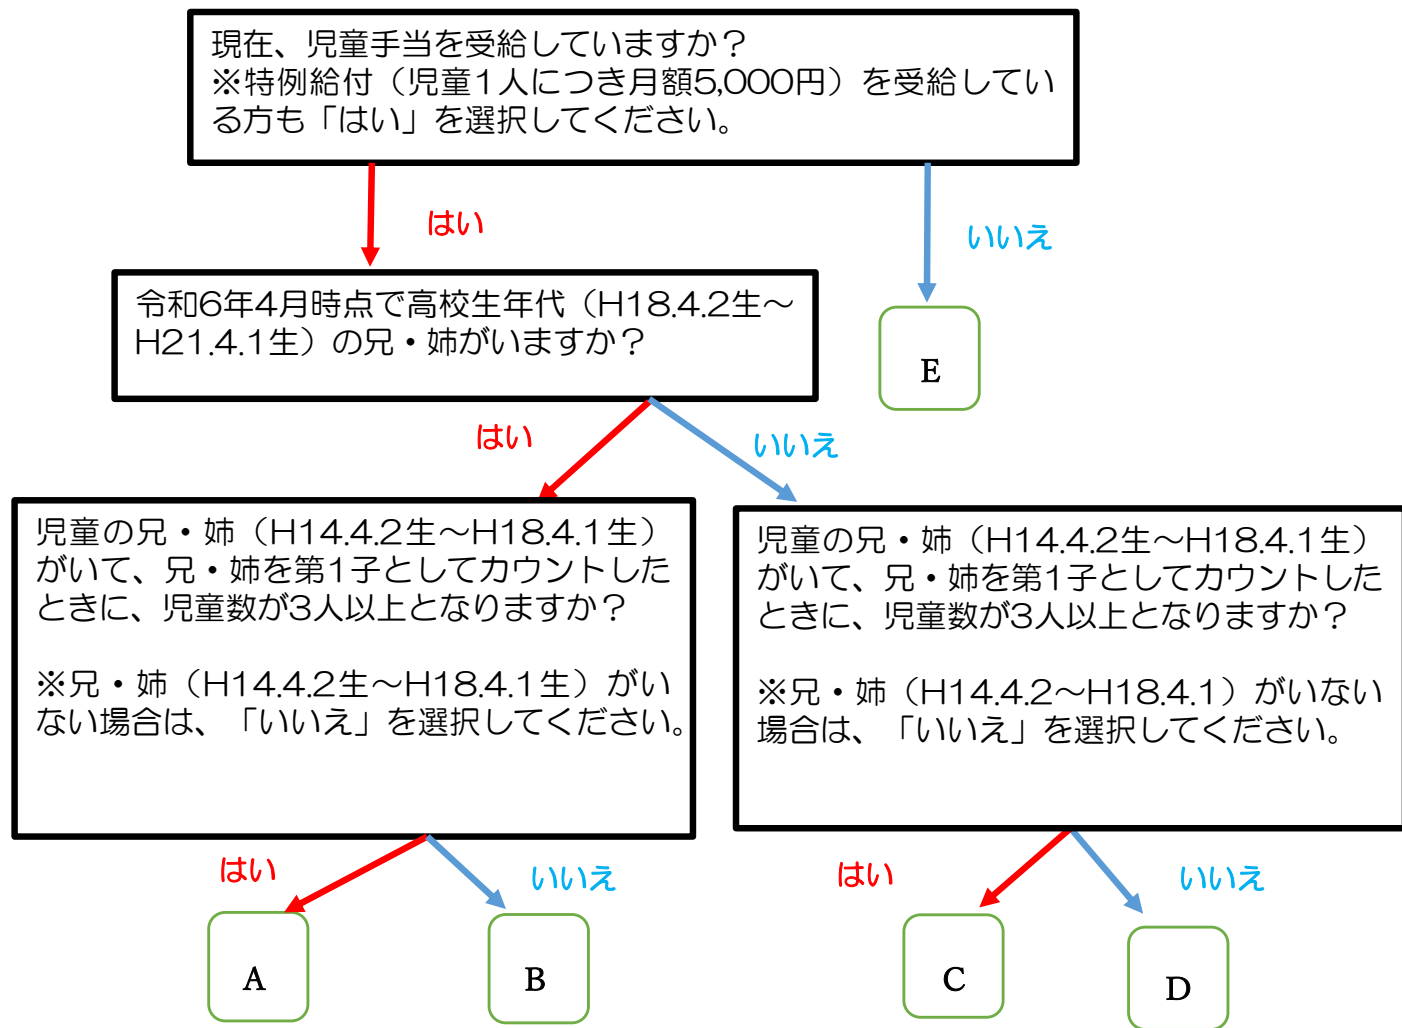 現在、児童手当を受給していますか？
※特例給付（児童1人につき月額5,000円）を受給してい
る方も「はい」を選択してください。
はい
いいえ
令和6年4月時点で高校生年代（H18.4.2生～
H21.4.1生）の兄・姉がいますか？
E
はい
いいえ
児童の兄・姉（H14.4.2生～H18.4.1生）
がいて、兄・姉を第1子としてカウントした
ときに、児童数が3人以上となりますか？
※兄・姉（H14.4.2生～H18.4.1生）がい
ない場合は、「いいえ」を選択してください。
児童の兄・姉（H14.4.2生～H18.4.1生）
がいて、兄・姉を第1子としてカウントした
ときに、児童数が3人以上となりますか？
※兄・姉（H14.4.2～H18.4.1）がいない
場合は、「いいえ」を選択してください。
はい
いいえ
はい
いいえ
A
B
C
D